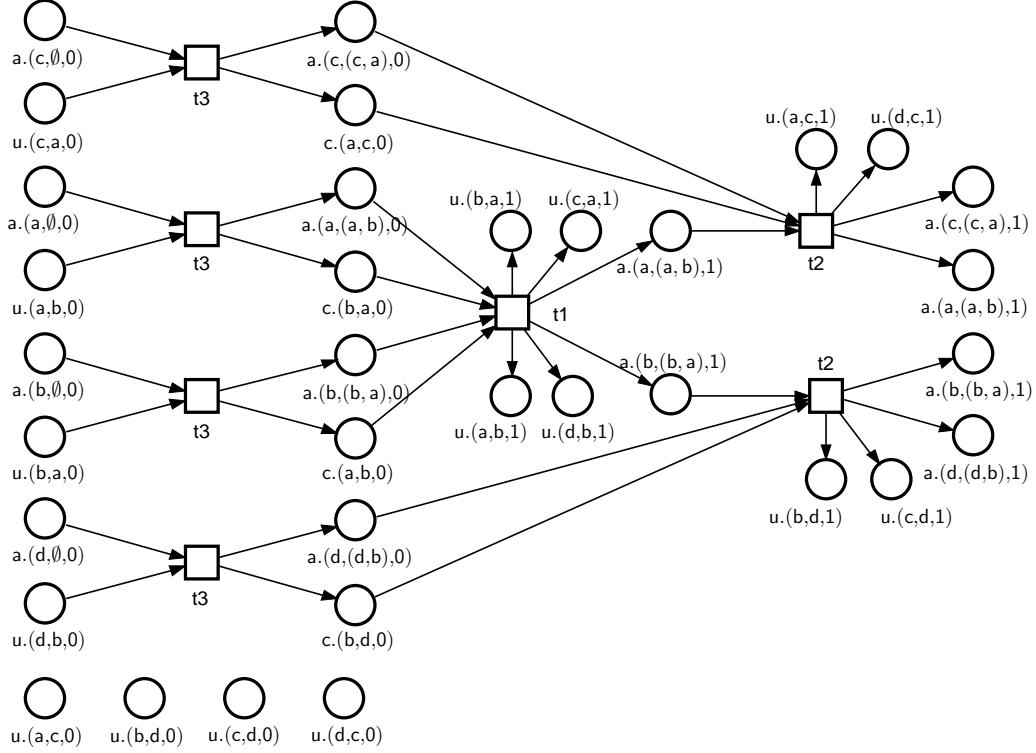 a.(c,∅,0)
t3
a.(c,(c, a),0)
u.(c,a,0)
c.(a,c,0)
u.(a,c,1)
u.(d,c,1)
a.(a,∅,0)
t3
a.(a,(a, b),0)
u.(b,a,1)
u.(c,a,1)
a.(c,(c, a),1)
a.(a,(a, b),1)
t2
u.(a,b,0)
c.(b,a,0)
a.(a,(a, b),1)
t1
a.(b,∅,0)
t3
a.(b,(b, a),0)
a.(b,(b, a),1)
t2
a.(b,(b, a),1)
u.(b,a,0)
c.(a,b,0)
u.(a,b,1)
u.(d,b,1)
a.(d,(d,b),1)
u.(b,d,1)
u.(c,d,1)
a.(d,∅,0)
t3
a.(d,(d,b),0)
u.(d,b,0)
c.(b,d,0)
u.(a,c,0)
u.(b,d,0)
u.(c,d,0)
u.(d,c,0)